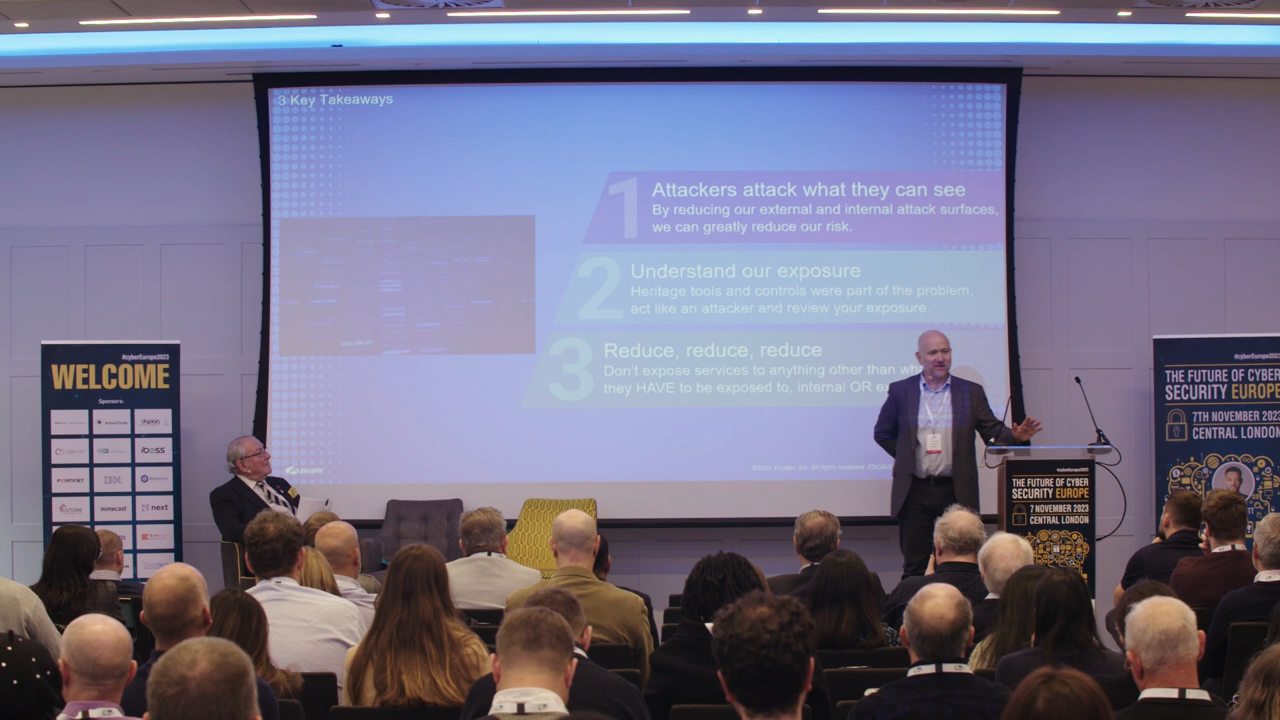 3 Key Takeaways
1
Attackers attack what they can see
By reducing our external and internal attack surfaces,
we can greatly reduce our risk.
2
Understand our exposure
Heritage tools and controls were part of the problem,
act like an attacker and review your exposure.
3
Reduce, reduce, reduce
Don't expose services to anything other than
they HAVE to be exposed to, internal OR
#cyberEurope2023
WELCOME
Sponsors:
iboss
FORTINET
IBM
mimecast
next
#cyberEurope2023
THE FUTURE OF CYBER
SECURITY EUROPE
7 NOVEMBER 2023
CENTRAL LONDON
THE FUTURE OF CYBER
SECURITY EUROPE
7TH NOVEMBER
CENTRAL LONDON